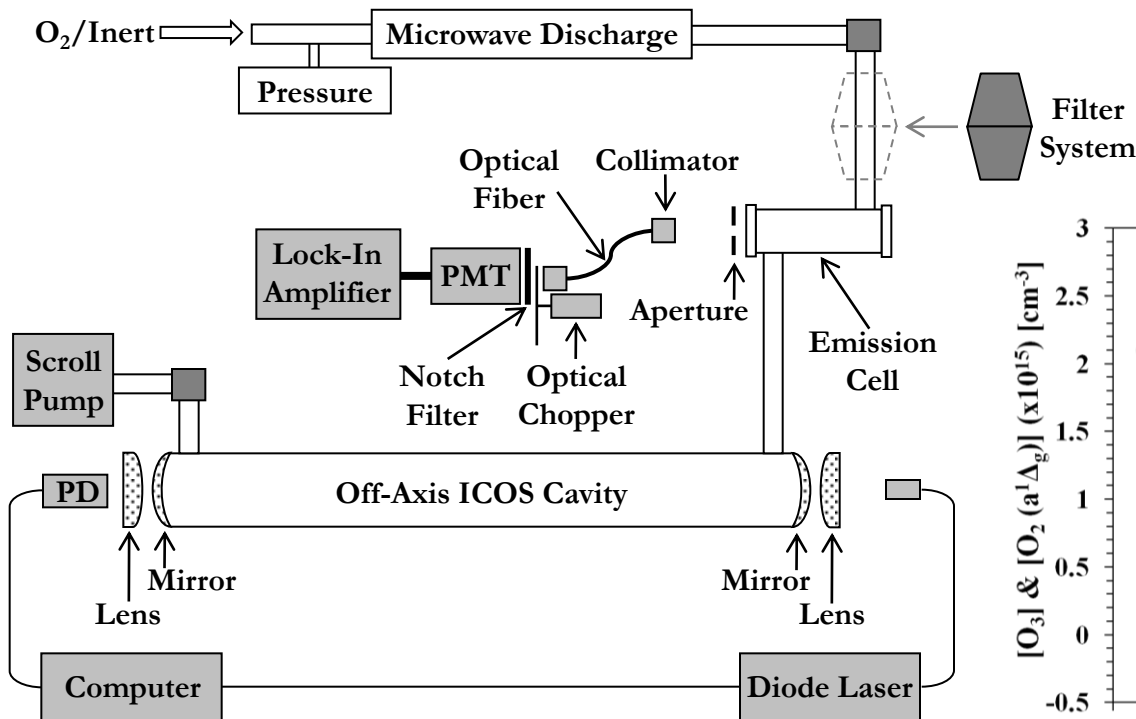 O₂/Inert
Microwave Discharge
Pressure
Filter
System
Optical
Fiber
Collimator
Lock-In
Amplifier
PMT
Aperture
Emission
Cell
Notch
Filter
Optical
Chopper
Scroll
Pump
PD
Off-Axis ICOS Cavity
Mirror
Lens
Mirror
Lens
Computer
Diode Laser
[O₃] & [O₂ (a¹Δg)] (x10¹⁵) [cm⁻³]
3
2.5
2
1.5
1
0.5
0
-0.5